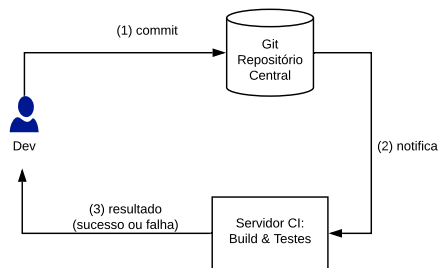 (1) commit
Git
Repositório
Central
Dev
(2) notifica
(3) resultado
(sucesso ou falha)
Servidor CI:
Build & Testes